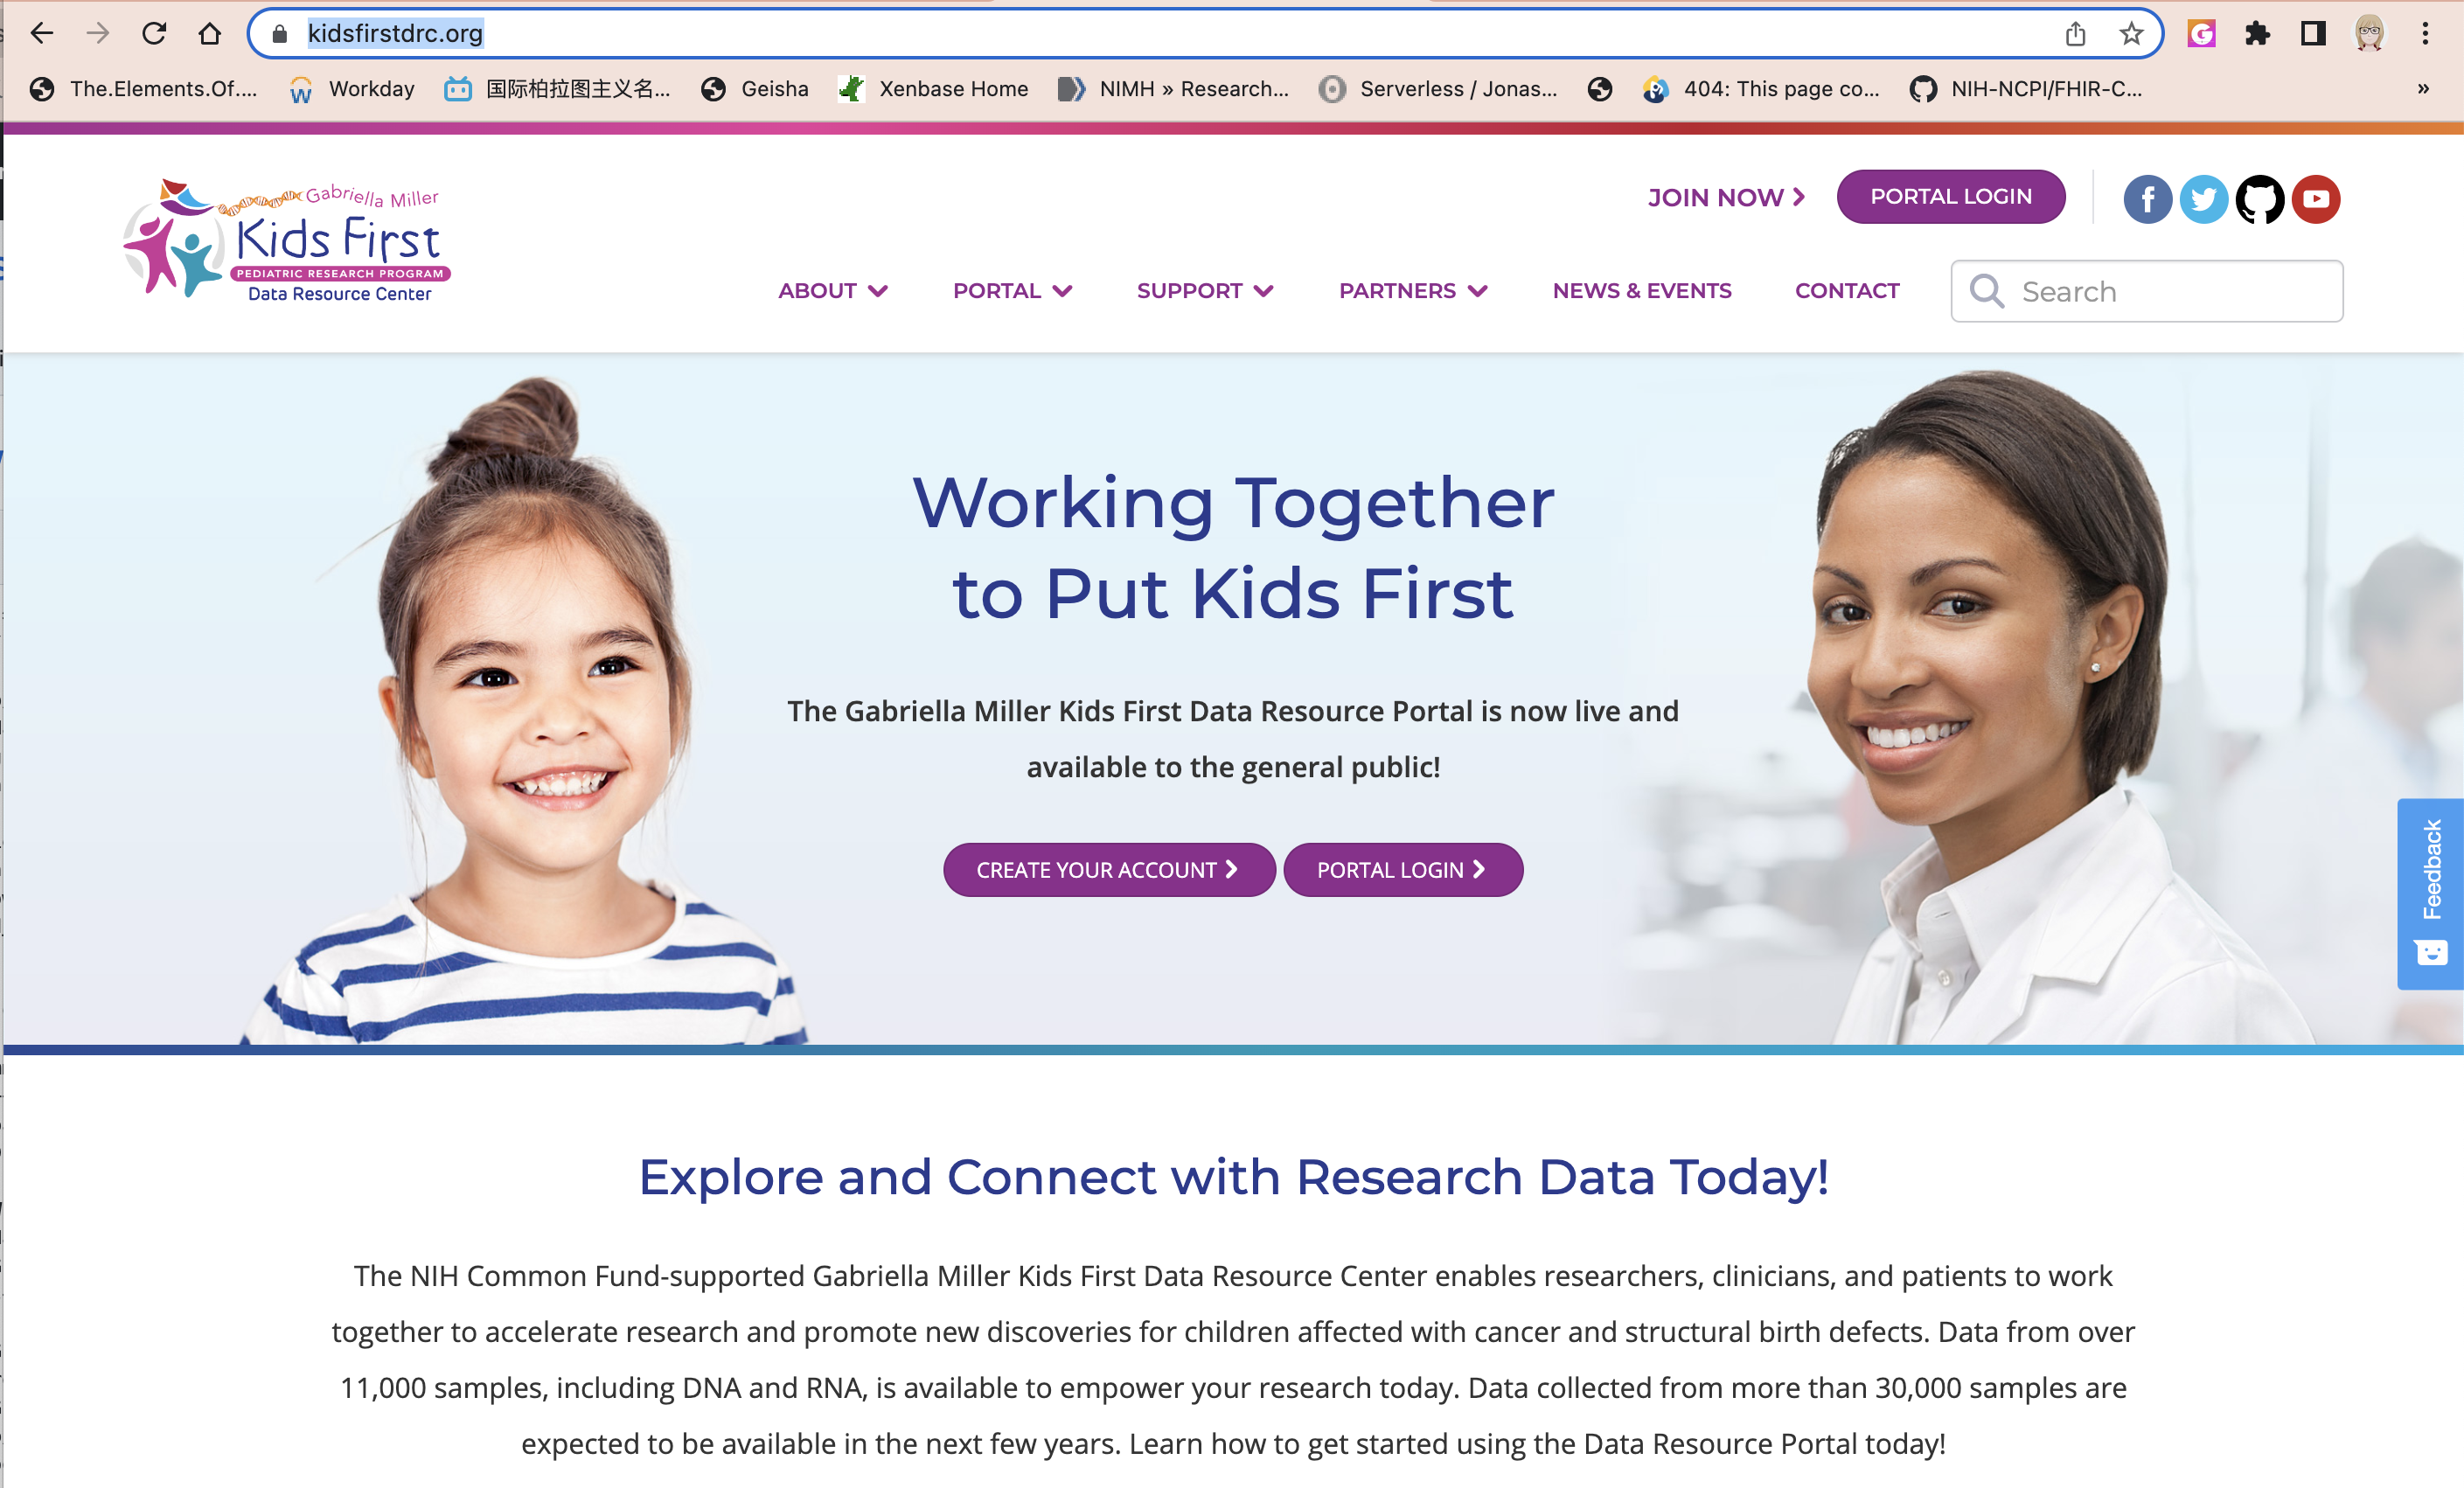 kidsfirstdrc.org
The.Elements.Of....
Workday
国际柏拉图主义名...
Geisha
Xenbase Home
NIMH » Research...
Serverless / Jonas...
404: This page co...
NIH-NCPI/FHIR-C...
»
Gabriella Miller
Kids First
PEDIATRIC RESEARCH PROGRAM
Data Resource Center
JOIN NOW
PORTAL LOGIN
ABOUT
PORTAL
SUPPORT
PARTNERS
NEWS & EVENTS
CONTACT
Search
Working Together
to Put Kids First
The Gabriella Miller Kids First Data Resource Portal is now live and
available to the general public!
CREATE YOUR ACCOUNT
PORTAL LOGIN
Feedback
Explore and Connect with Research Data Today!
The NIH Common Fund-supported Gabriella Miller Kids First Data Resource Center enables researchers, clinicians, and patients to work
together to accelerate research and promote new discoveries for children affected with cancer and structural birth defects. Data from over
11,000 samples, including DNA and RNA, is available to empower your research today. Data collected from more than 30,000 samples are
expected to be available in the next few years. Learn how to get started using the Data Resource Portal today!